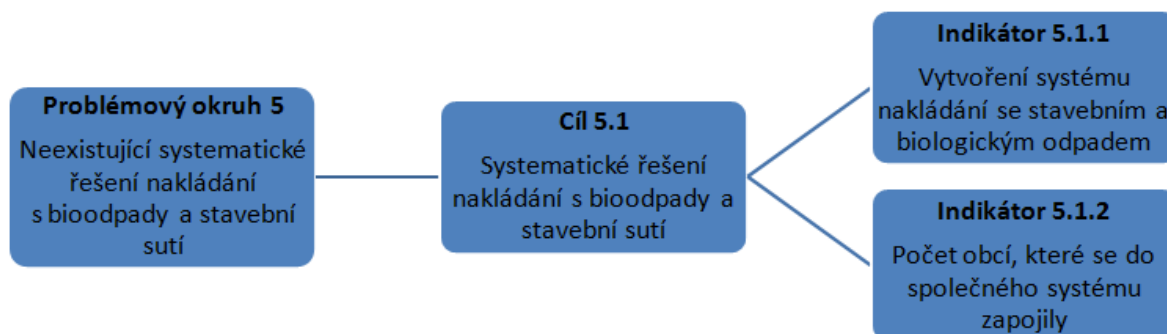 Problémový okruh 5
Neexistující systematické
řešení nakládání
s bioodpady a stavební
sutí
Cíl 5.1
Systematické řešení
nakládání s bioodpady a
stavební sutí
Indikátor 5.1.1
Vytvoření systému
nakládání se stavebním a
biologickým odpadem
Indikátor 5.1.2
Počet obcí, které se do
společného systému
zapojily